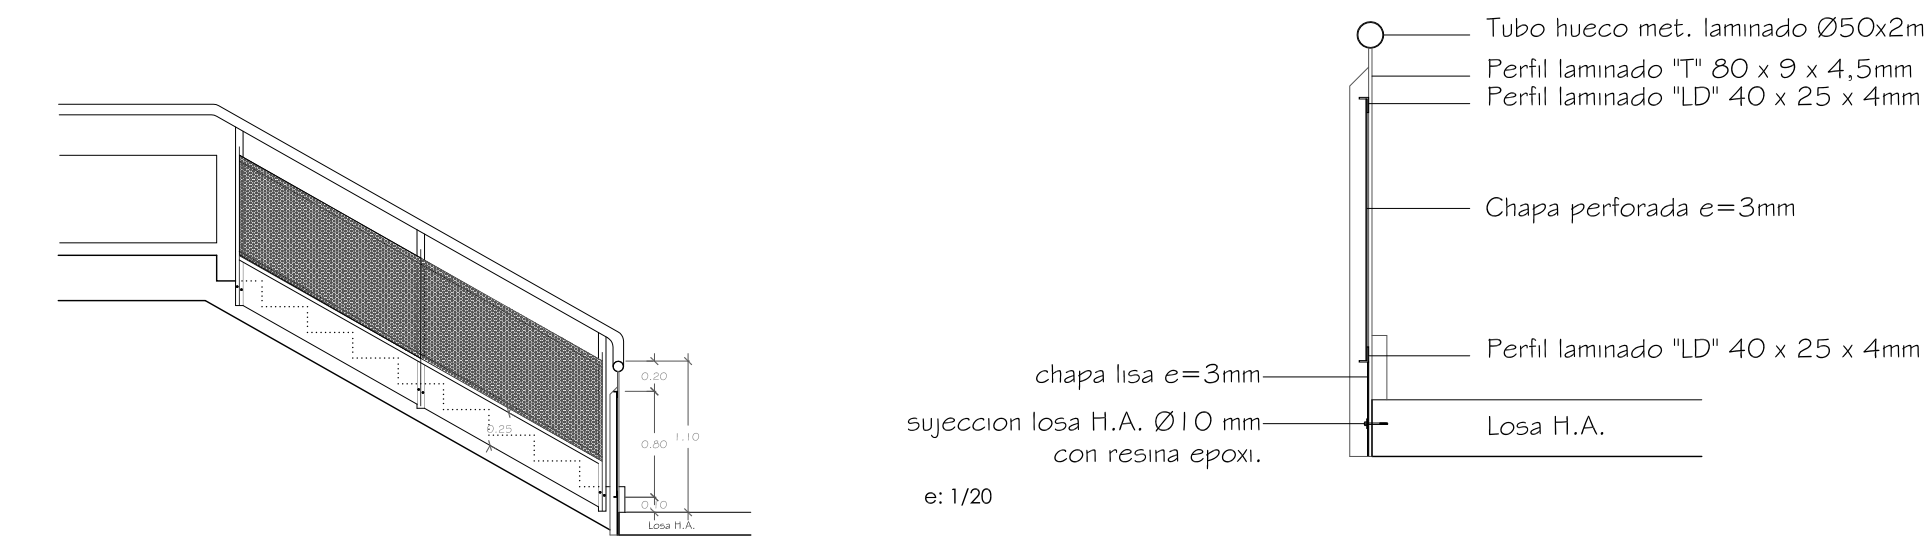 0.20
0.25
0.80
1.10
0.10
Losa H.A.
Tubo hueco met. laminado Ø50x2m
Perfil laminado "T" 80 x 9 x 4,5mm
Perfil laminado "LD" 40 x 25 x 4mm
Chapa perforada e=3mm
Perfil laminado "LD" 40 x 25 x 4mm
chapa lisa e=3mm
sujeccion losa H.A. Ø10 mm
con resina epoxi.
Losa H.A.
e: 1/20